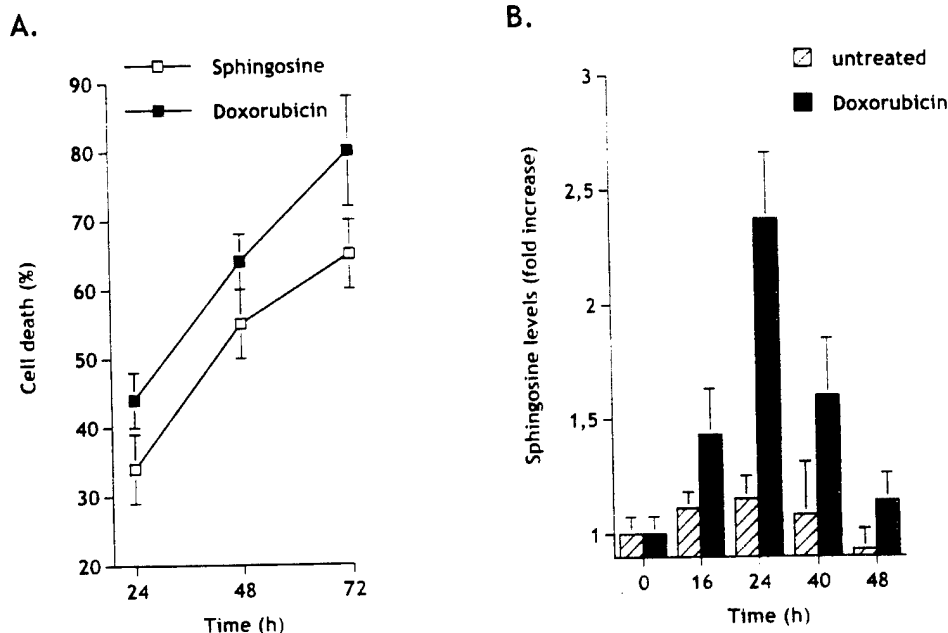 A.
Sphingosine
Doxorubicin
90
80
70
60
50
40
30
20
24 48 72
Cell death (%)
Time (h)
B.
untreated
Doxorubicin
3
2,5
2
1,5
1
0 16 24 40 48
Sphingosine levels (fold increase)
Time (h)